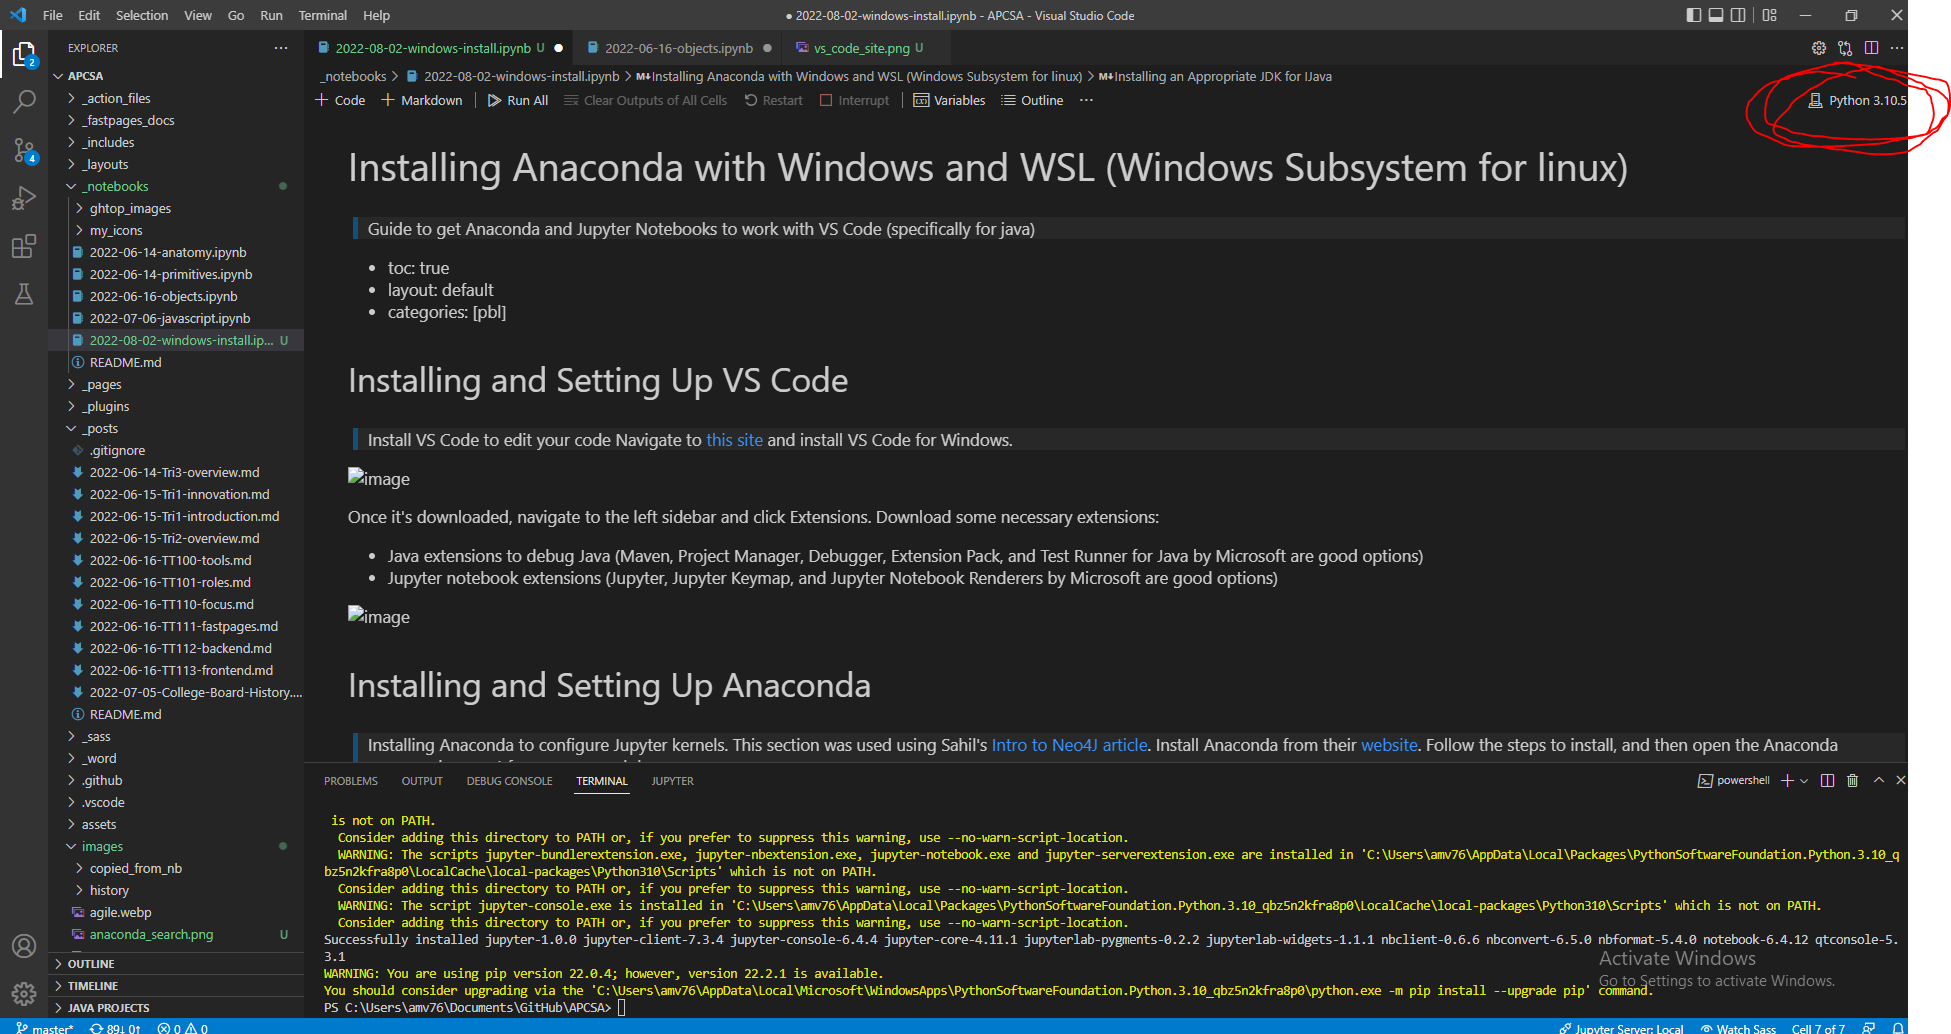 File Edit Selection View Go Run Terminal Help
● 2022-08-02-windows-install.ipynb - APCSA - Visual Studio Code
EXPLORER
2
4
APCSA
_action_files
_fastpages_docs
_includes
_layouts
_notebooks
ghtop_images
my_icons
2022-06-14-anatomy.ipynb
2022-06-14-primitives.ipynb
2022-06-16-objects.ipynb
2022-07-06-javascript.ipynb
2022-08-02-windows-install.ip... U
README.md
_pages
_plugins
_posts
.gitignore
2022-06-14-Tri3-overview.md
2022-06-15-Tri1-innovation.md
2022-06-15-Tri1-introduction.md
2022-06-15-Tri2-overview.md
2022-06-16-TT100-tools.md
2022-06-16-TT101-roles.md
2022-06-16-TT110-focus.md
2022-06-16-TT111-fastpages.md
2022-06-16-TT112-backend.md
2022-06-16-TT113-frontend.md
2022-07-05-College-Board-History....
README.md
_sass
_word
.github
.vscode
assets
images
copied_from_nb
history
agile.webp
anaconda_search.png U
OUTLINE
TIMELINE
JAVA PROJECTS
2022-08-02-windows-install.ipynb U ● 2022-06-16-objects.ipynb ● vs_code_site.png U
_notebooks > 2022-08-02-windows-install.ipynb > M↓Installing Anaconda with Windows and WSL (Windows Subsystem for linux) > M↓Installing an Appropriate JDK for IJava
+ Code + Markdown | Run All Clear Outputs of All Cells Restart Interrupt | Variables Outline ···
Python 3.10.5
Installing Anaconda with Windows and WSL (Windows Subsystem for linux)
Guide to get Anaconda and Jupyter Notebooks to work with VS Code (specifically for java)
• toc: true
• layout: default
• categories: [pbl]
Installing and Setting Up VS Code
Install VS Code to edit your code Navigate to this site and install VS Code for Windows.
image
Once it's downloaded, navigate to the left sidebar and click Extensions. Download some necessary extensions:
• Java extensions to debug Java (Maven, Project Manager, Debugger, Extension Pack, and Test Runner for Java by Microsoft are good options)
• Jupyter notebook extensions (Jupyter, Jupyter Keymap, and Jupyter Notebook Renderers by Microsoft are good options)
image
Installing and Setting Up Anaconda
Installing Anaconda to configure Jupyter kernels. This section was used using Sahil's Intro to Neo4J article. Install Anaconda from their website. Follow the steps to install, and then open the Anaconda
PROBLEMS OUTPUT DEBUG CONSOLE TERMINAL JUPYTER
powershell
is not on PATH.
Consider adding this directory to PATH or, if you prefer to suppress this warning, use --no-warn-script-location.
WARNING: The scripts jupyter-bundlerextension.exe, jupyter-nbextension.exe, jupyter-notebook.exe and jupyter-serverextension.exe are installed in 'C:\Users\amv76\AppData\Local\Packages\PythonSoftwareFoundation.Python.3.10_q
bz5n2kfra8p0\LocalCache\local-packages\Python310\Scripts' which is not on PATH.
Consider adding this directory to PATH or, if you prefer to suppress this warning, use --no-warn-script-location.
WARNING: The script jupyter-console.exe is installed in 'C:\Users\amv76\AppData\Local\Packages\PythonSoftwareFoundation.Python.3.10_qbz5n2kfra8p0\LocalCache\local-packages\Python310\Scripts' which is not on PATH.
Consider adding this directory to PATH or, if you prefer to suppress this warning, use --no-warn-script-location.
Successfully installed jupyter-1.0.0 jupyter-client-7.3.4 jupyter-console-6.4.4 jupyter-core-4.11.1 jupyterlab-pygments-0.2.2 jupyterlab-widgets-1.1.1 nbclient-0.6.6 nbconvert-6.5.0 nbformat-5.4.0 notebook-6.4.12 qtconsole-5.
3.1
WARNING: You are using pip version 22.0.4; however, version 22.2.1 is available.
You should consider upgrading via the 'C:\Users\amv76\AppData\Local\Microsoft\WindowsApps\PythonSoftwareFoundation.Python.3.10_qbz5n2kfra8p0\python.exe -m pip install --upgrade pip' command.
PS C:\Users\amv76\Documents\GitHub\APCSA>
Activate Windows
Go to Settings to activate Windows.
master* 89↓ 0↑ 0 0
Jupyter Server: Local Watch Sass Cell 7 of 7